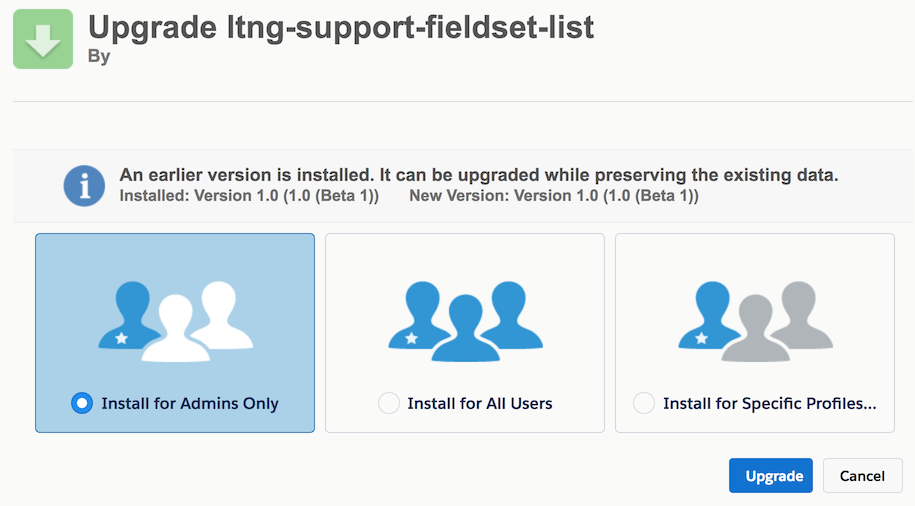 Upgrade ltng-support-fieldset-list
By
An earlier version is installed. It can be upgraded while preserving the existing data.
Installed: Version 1.0 (1.0 (Beta 1)) New Version: Version 1.0 (1.0 (Beta 1))
Install for Admins Only
Install for All Users
Install for Specific Profiles...
Upgrade
Cancel